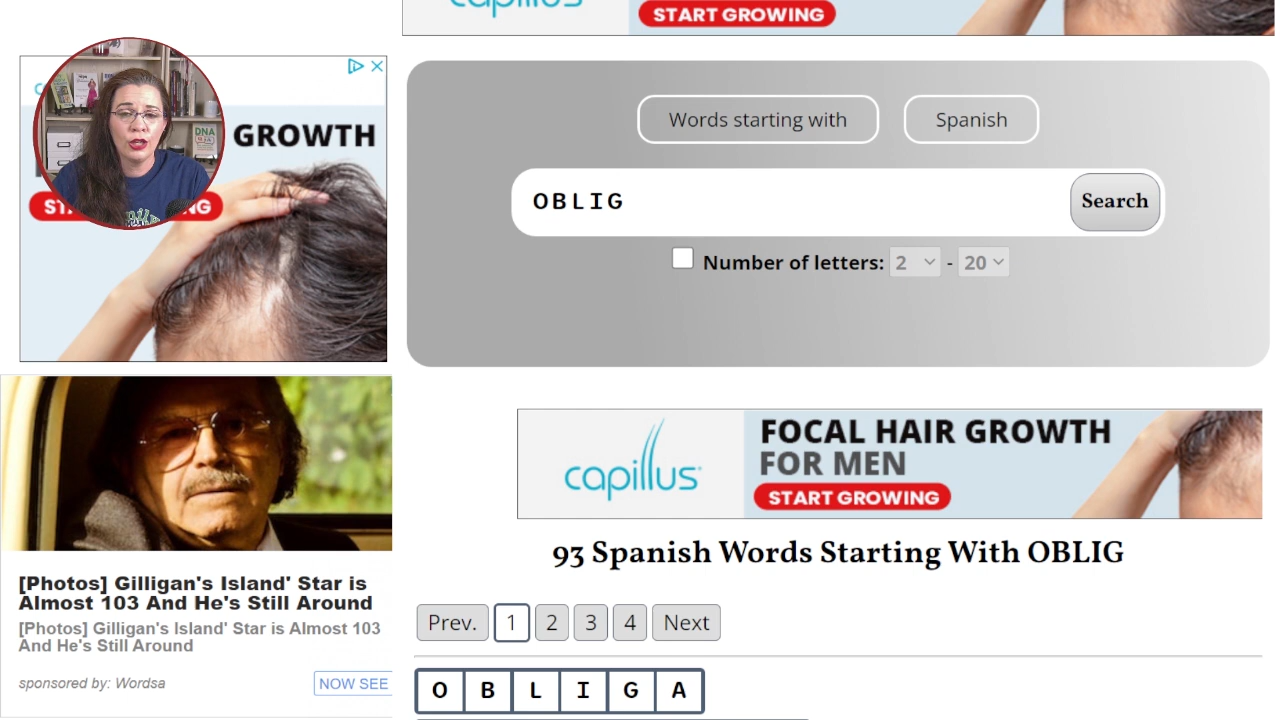 capillus
START GROWING
GROWTH
Words starting with
Spanish
OBLIG
Search
Number of letters: 2 - 20
capillus
FOCAL HAIR GROWTH
FOR MEN
START GROWING
93 Spanish Words Starting With OBLIG
[Photos] Gilligan's Island' Star is
Almost 103 And He's Still Around
[Photos] Gilligan's Island' Star is Almost 103
And He's Still Around
sponsored by: Wordsa
NOW SEE
Prev. 1 2 3 4 Next
O B L I G A
DNA